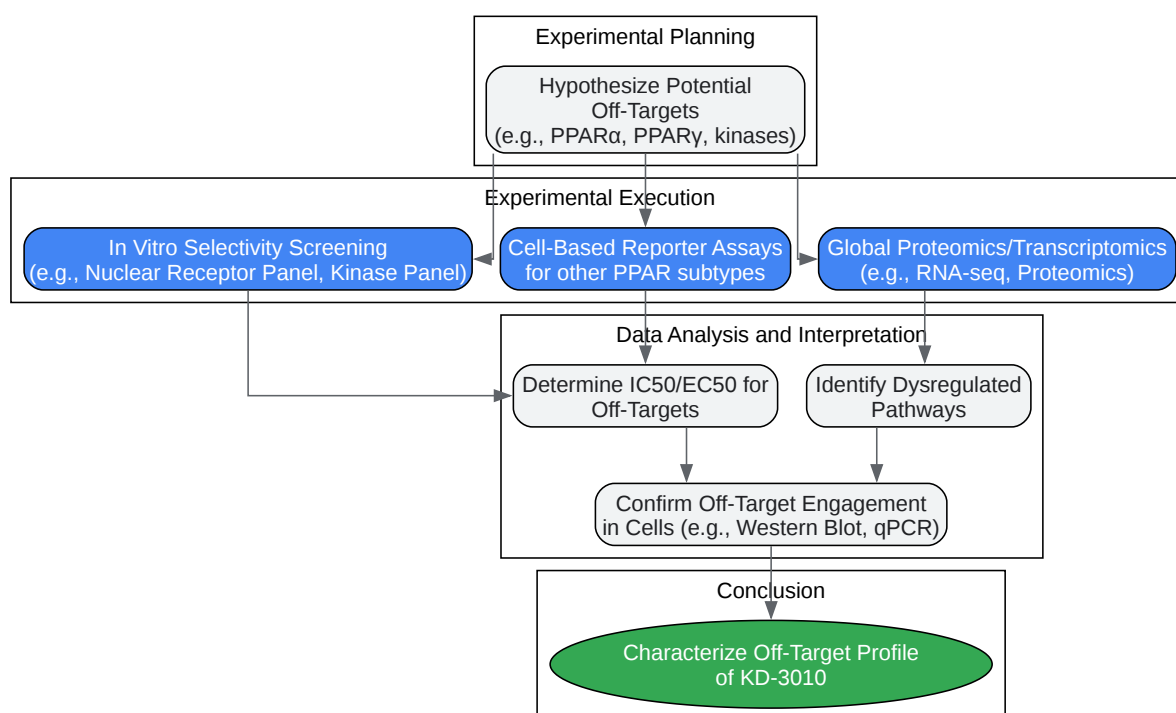 Experimental Planning
Hypothesize Potential
Off-Targets
(e.g., PPARα, PPARγ, kinases)
Experimental Execution
In Vitro Selectivity Screening
(e.g., Nuclear Receptor Panel, Kinase Panel)
Cell-Based Reporter Assays
for other PPAR subtypes
Global Proteomics/Transcriptomics
(e.g., RNA-seq, Proteomics)
Data Analysis and Interpretation
Determine IC50/EC50 for
Off-Targets
Identify Dysregulated
Pathways
Confirm Off-Target Engagement
in Cells (e.g., Western Blot, qPCR)
Conclusion
Characterize Off-Target Profile
of KD-3010